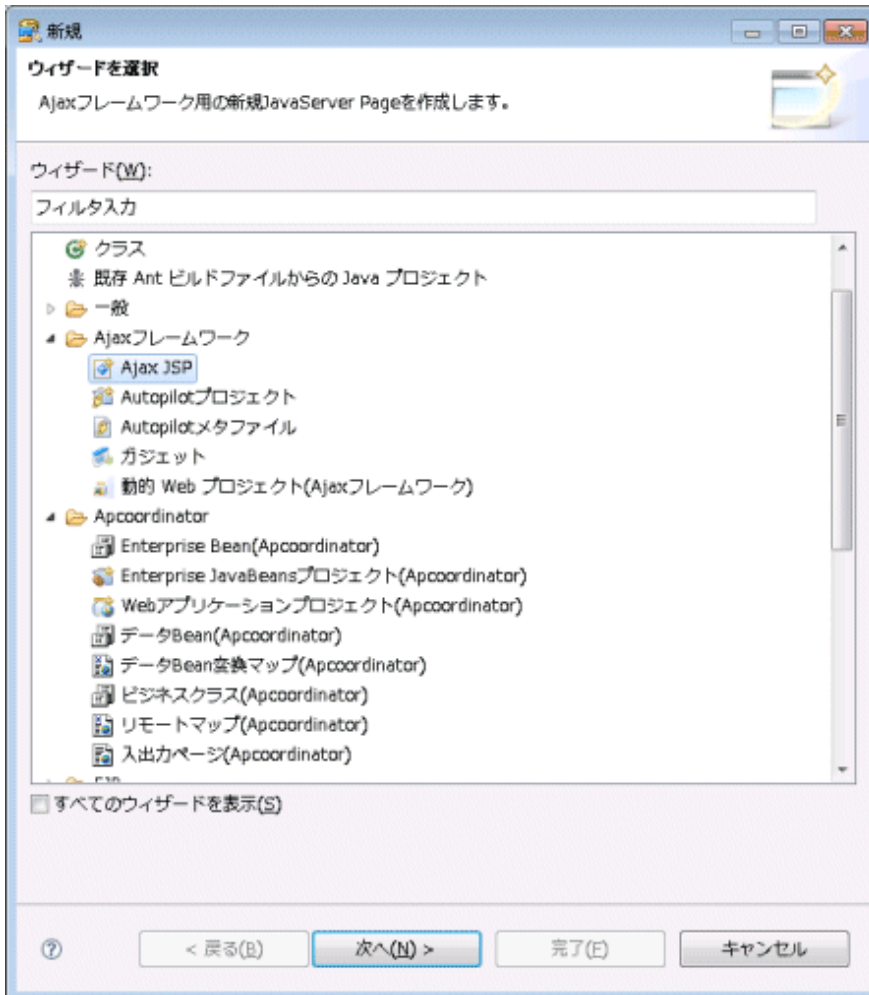 新規
ウィザードを選択
Ajaxフレームワーク用の新規JavaServer Pageを作成します。
ウィザード(W):
フィルタ入力
クラス
既存 Ant ビルドファイルからの Java プロジェクト
一般
Ajaxフレームワーク
Ajax JSP
Autopilotプロジェクト
Autopilotメタファイル
ガジェット
動的 Web プロジェクト(Ajaxフレームワーク)
Apcoordinator
Enterprise Bean(Apcoordinator)
Enterprise JavaBeansプロジェクト(Apcoordinator)
Webアプリケーションプロジェクト(Apcoordinator)
データBean(Apcoordinator)
データBean変換マップ(Apcoordinator)
ビジネスクラス(Apcoordinator)
リモートマップ(Apcoordinator)
入出力ページ(Apcoordinator)
すべてのウィザードを表示(S)
< 戻る(B) 次へ(N) > 完了(F) キャンセル